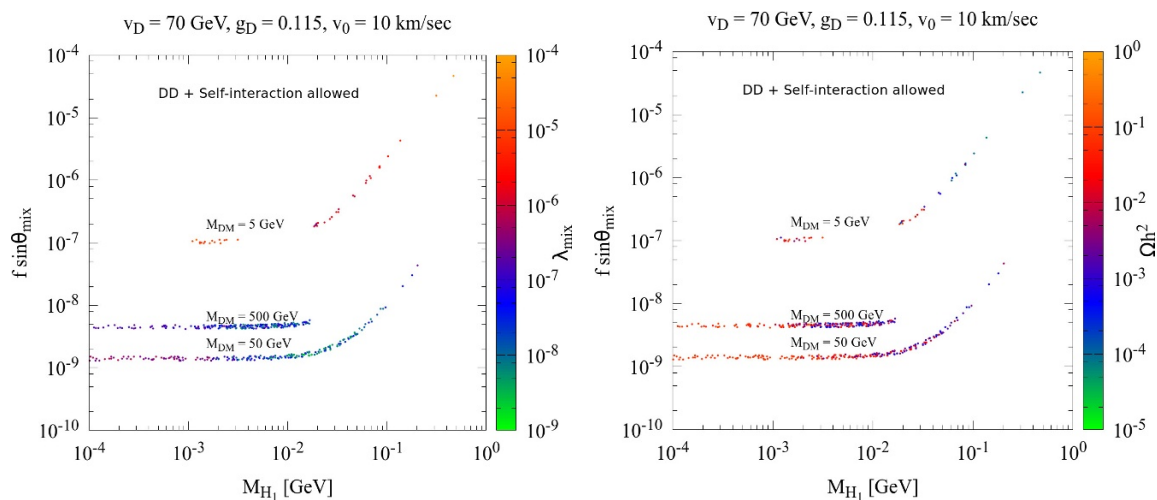 v_D = 70 GeV, g_D = 0.115, v_0 = 10 km/sec
DD + Self-interaction allowed
M_DM = 5 GeV
M_DM = 500 GeV
M_DM = 50 GeV
10^-4
10^-5
10^-6
10^-7
10^-8
10^-9
10^-10
f sinθ_mix
10^-4 10^-3 10^-2 10^-1 10^0
M_H₁ [GeV]
10^-4
10^-5
10^-6
10^-7
10^-8
10^-9
λ_mix
v_D = 70 GeV, g_D = 0.115, v_0 = 10 km/sec
DD + Self-interaction allowed
M_DM = 5 GeV
M_DM = 500 GeV
M_DM = 50 GeV
10^-4
10^-5
10^-6
10^-7
10^-8
10^-9
10^-10
f sinθ_mix
10^-4 10^-3 10^-2 10^-1 10^0
M_H₁ [GeV]
10^0
10^-1
10^-2
10^-3
10^-4
10^-5
Ωh^2